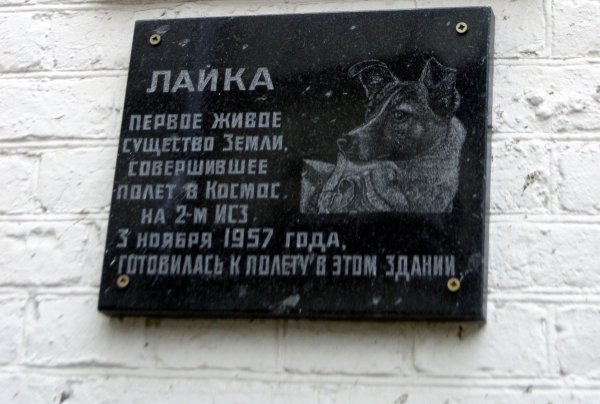 ЛАЙКА
ПЕРВОЕ ЖИВОЕ
СУЩЕСТВО ЗЕМЛИ,
СОВЕРШИВШЕЕ
ПОЛЕТ В КОСМОС
НА 2-М ИСЗ
3 НОЯБРЯ 1957 ГОДА,
ГОТОВИЛАСЬ К ПОЛЕТУ В ЭТОМ ЗДАНИИ.